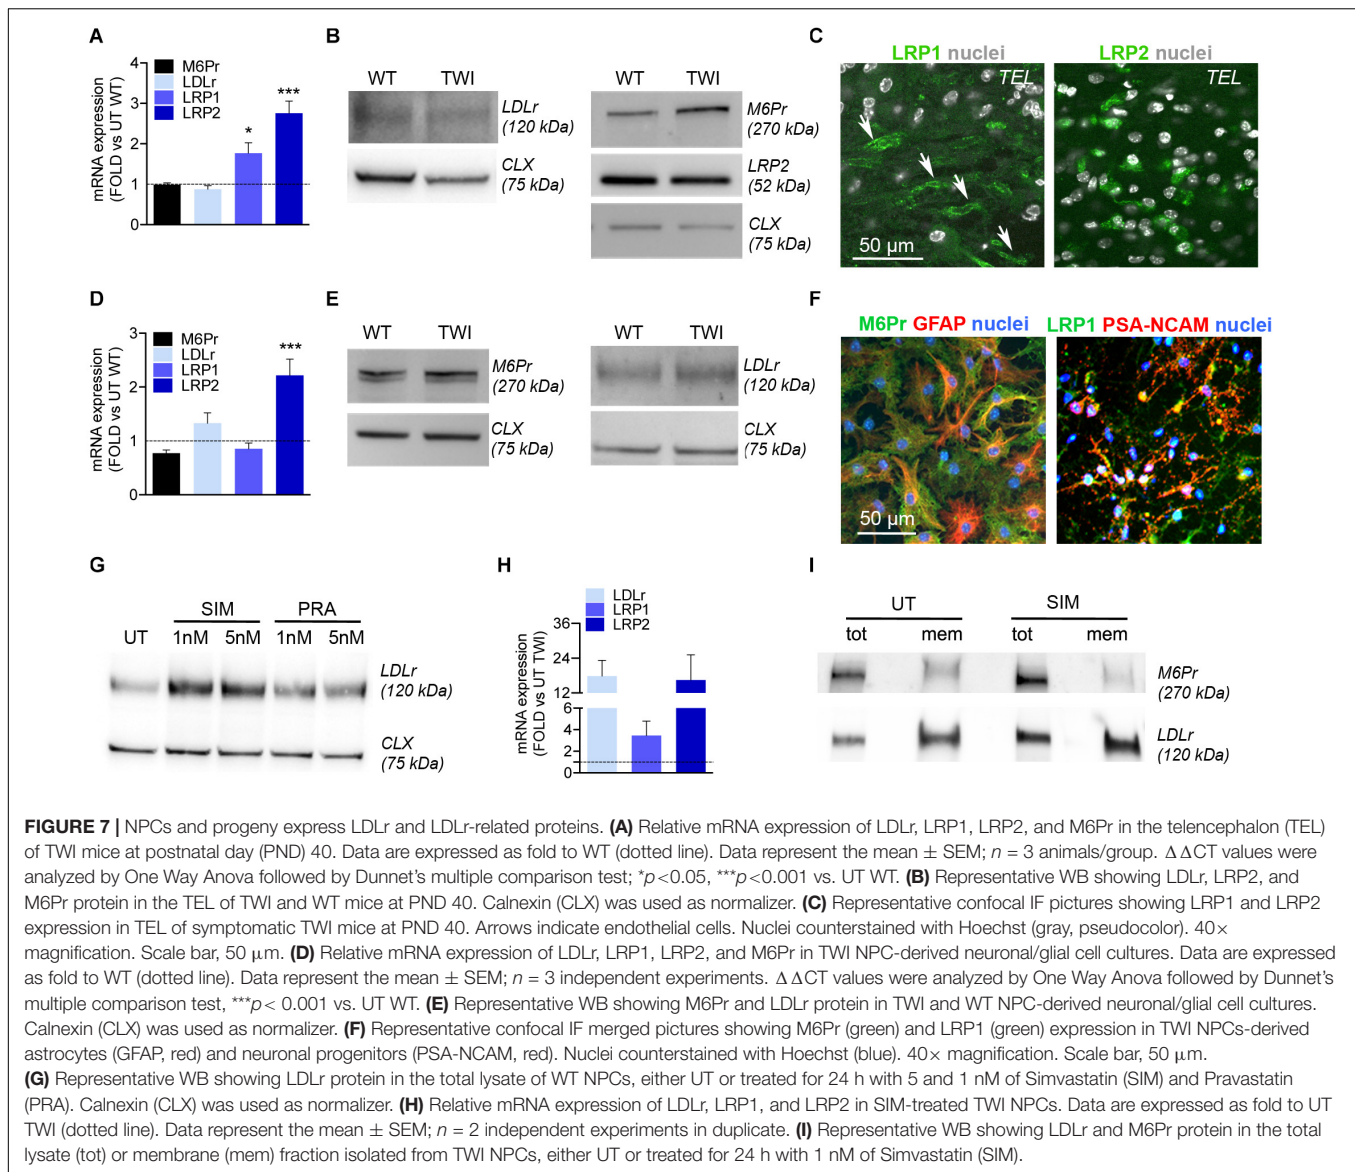 A
mRNA expression
(FOLD vs UT WT)
4
3
2
1
0
M6Pr
LDLr
LRP1
LRP2
*
***
B
WT TWI
LDLr
(120 kDa)
CLX
(75 kDa)
WT TWI
M6Pr
(270 kDa)
LRP2
(52 kDa)
CLX
(75 kDa)
C
LRP1 nuclei
TEL
50 µm
LRP2 nuclei
TEL
D
mRNA expression
(FOLD vs UT WT)
3
2
1
0
M6Pr
LDLr
LRP1
LRP2
***
E
WT TWI
M6Pr
(270 kDa)
CLX
(75 kDa)
WT TWI
LDLr
(120 kDa)
CLX
(75 kDa)
F
M6Pr GFAP nuclei
50 µm
LRP1 PSA-NCAM nuclei
G
SIM PRA
UT 1nM 5nM 1nM 5nM
LDLr
(120 kDa)
CLX
(75 kDa)
H
LDLr
LRP1
LRP2
mRNA expression
(FOLD vs UT TWI)
36
24
12
6
4
2
0
I
UT SIM
tot mem tot mem
M6Pr
(270 kDa)
LDLr
(120 kDa)
FIGURE 7 | NPCs and progeny express LDLr and LDLr-related proteins. (A) Relative mRNA expression of LDLr, LRP1, LRP2, and M6Pr in the telencephalon (TEL)
of TWI mice at postnatal day (PND) 40. Data are expressed as fold to WT (dotted line). Data represent the mean ± SEM; n = 3 animals/group. ΔΔCT values were
analyzed by One Way Anova followed by Dunnet's multiple comparison test; *p<0.05, ***p<0.001 vs. UT WT. (B) Representative WB showing LDLr, LRP2, and
M6Pr protein in the TEL of TWI and WT mice at PND 40. Calnexin (CLX) was used as normalizer. (C) Representative confocal IF pictures showing LRP1 and LRP2
expression in TEL of symptomatic TWI mice at PND 40. Arrows indicate endothelial cells. Nuclei counterstained with Hoechst (gray, pseudocolor). 40×
magnification. Scale bar, 50 µm. (D) Relative mRNA expression of LDLr, LRP1, LRP2, and M6Pr in TWI NPC-derived neuronal/glial cell cultures. Data are expressed
as fold to WT (dotted line). Data represent the mean ± SEM; n = 3 independent experiments. ΔΔCT values were analyzed by One Way Anova followed by Dunnet's
multiple comparison test, ***p< 0.001 vs. UT WT. (E) Representative WB showing M6Pr and LDLr protein in TWI and WT NPC-derived neuronal/glial cell cultures.
Calnexin (CLX) was used as normalizer. (F) Representative confocal IF merged pictures showing M6Pr (green) and LRP1 (green) expression in TWI NPCs-derived
astrocytes (GFAP, red) and neuronal progenitors (PSA-NCAM, red). Nuclei counterstained with Hoechst (blue). 40× magnification. Scale bar, 50 µm.
(G) Representative WB showing LDLr protein in the total lysate of WT NPCs, either UT or treated for 24 h with 5 and 1 nM of Simvastatin (SIM) and Pravastatin
(PRA). Calnexin (CLX) was used as normalizer. (H) Relative mRNA expression of LDLr, LRP1, and LRP2 in SIM-treated TWI NPCs. Data are expressed as fold to UT
TWI (dotted line). Data represent the mean ± SEM; n = 2 independent experiments in duplicate. (I) Representative WB showing LDLr and M6Pr protein in the total
lysate (tot) or membrane (mem) fraction isolated from TWI NPCs, either UT or treated for 24 h with 1 nM of Simvastatin (SIM).